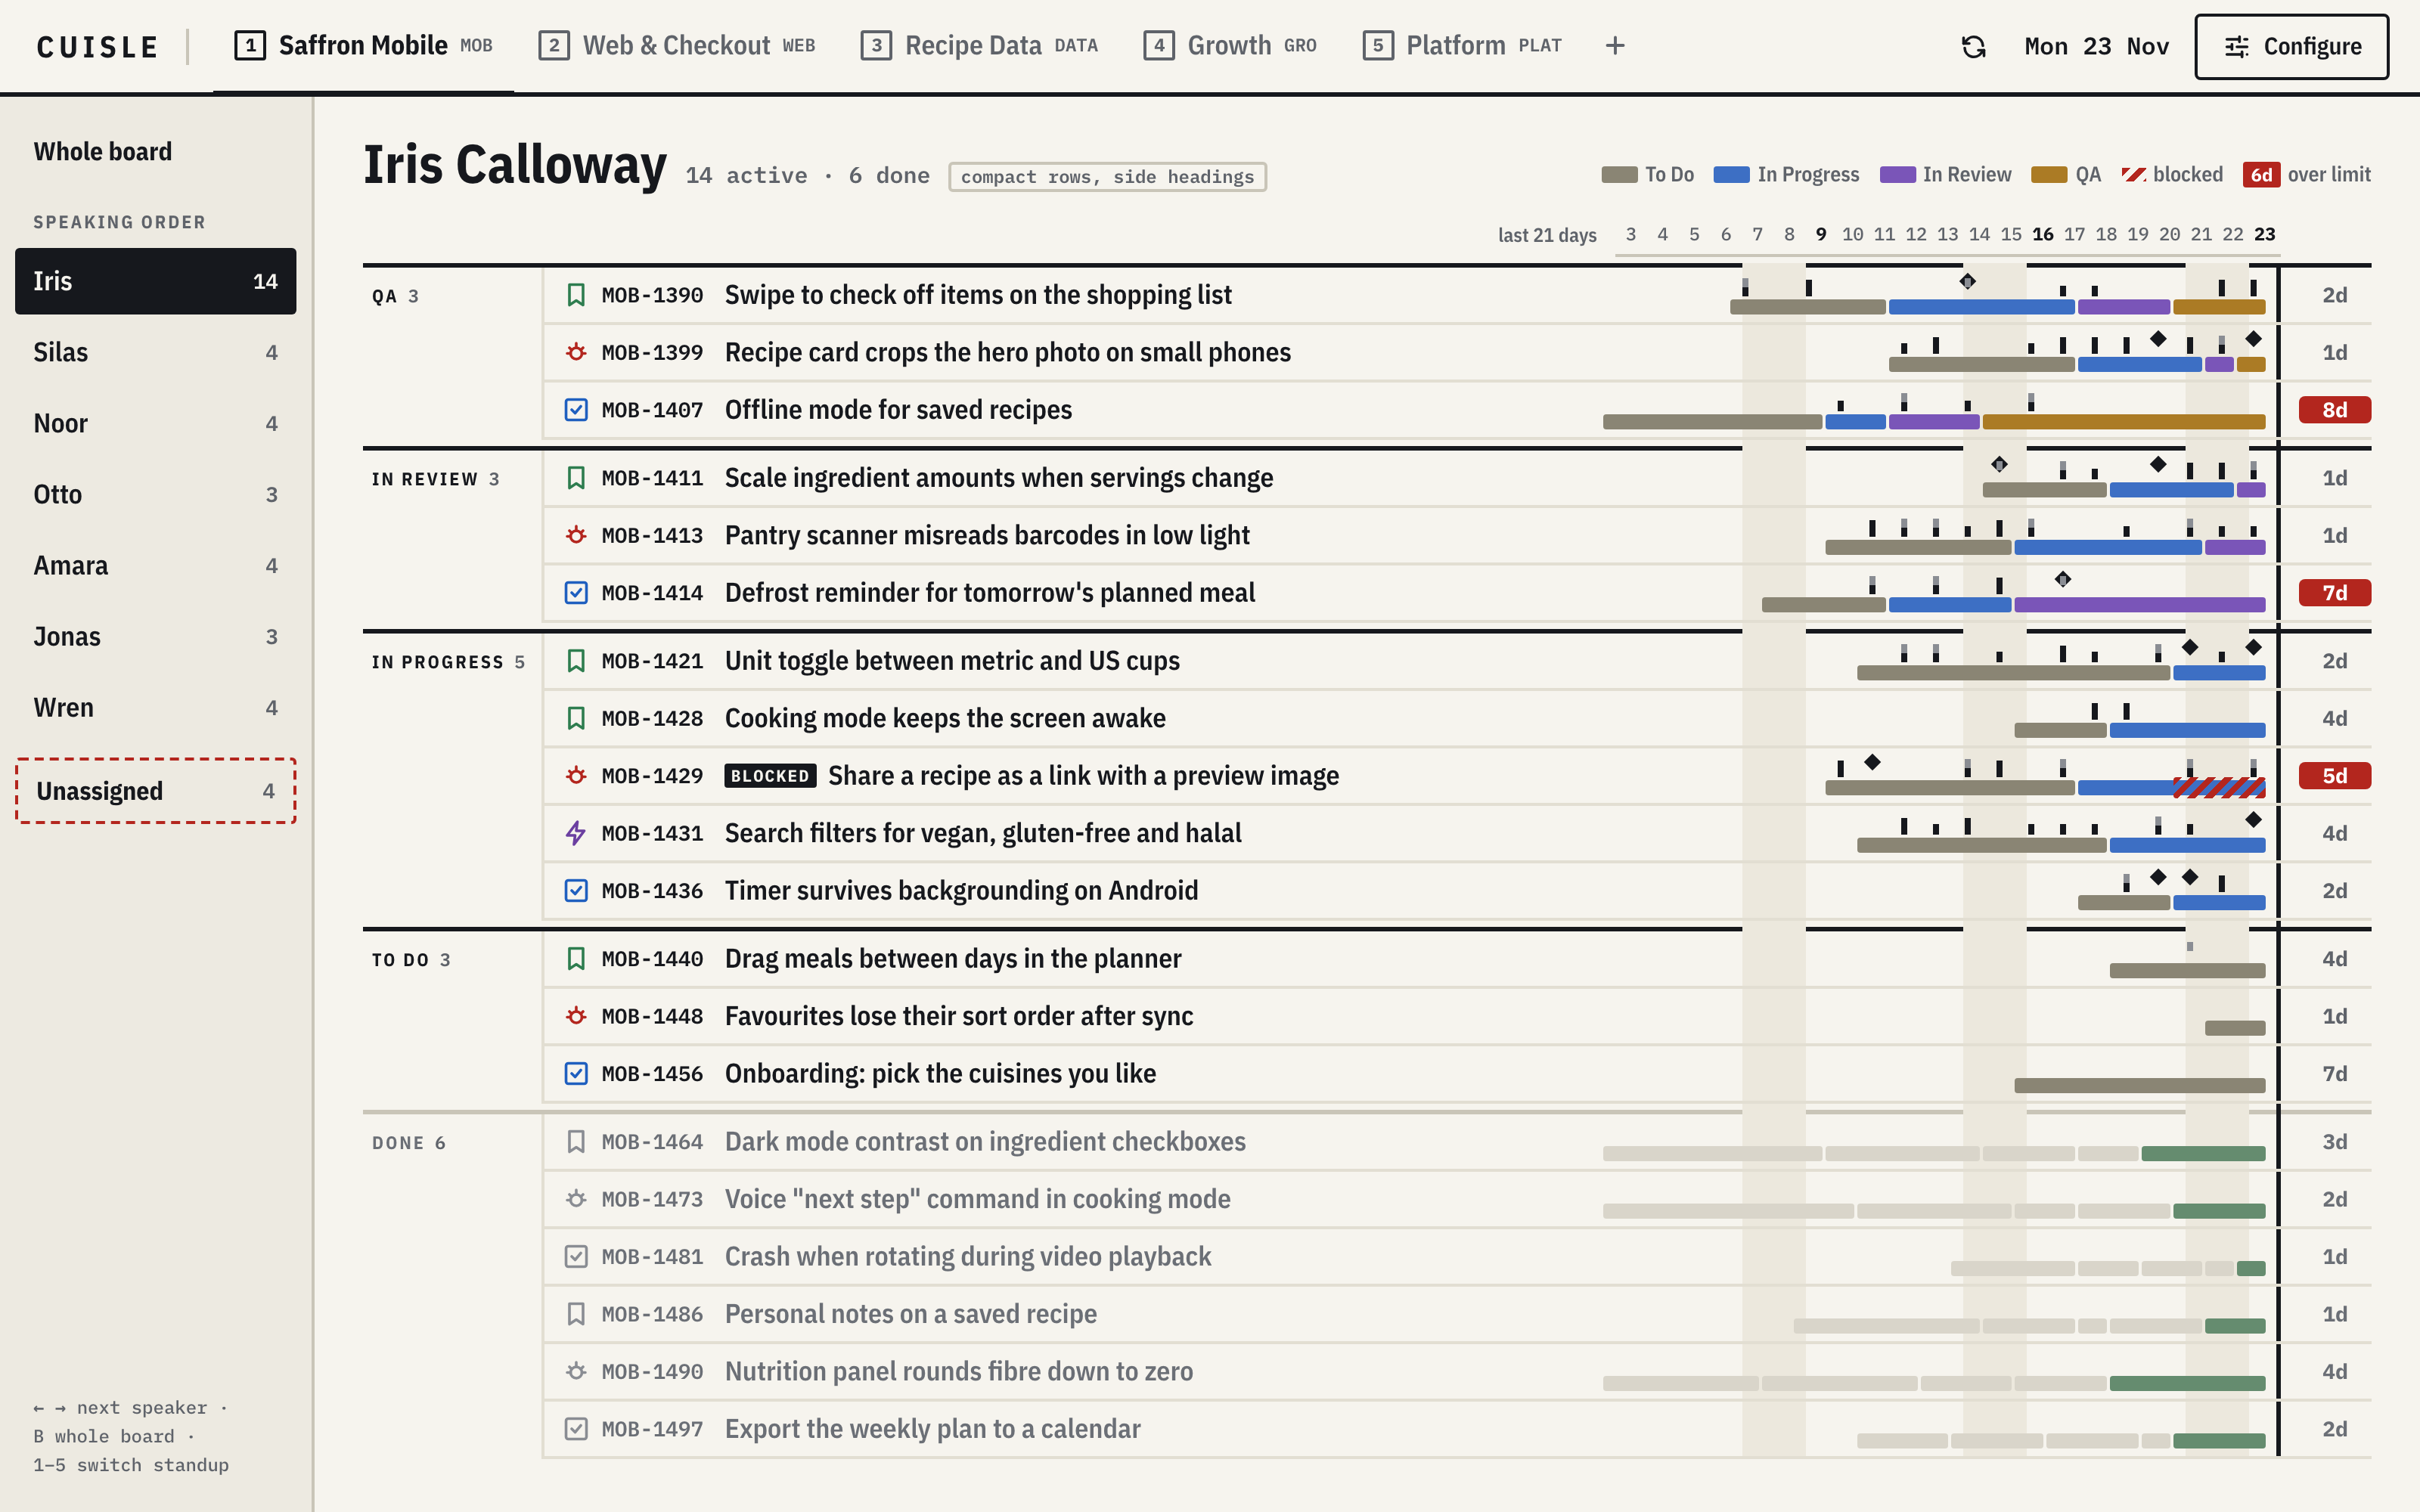 CUISLE
1 Saffron Mobile MOB
2 Web & Checkout WEB
3 Recipe Data DATA
4 Growth GRO
5 Platform PLAT
+
Mon 23 Nov
Configure
Whole board
SPEAKING ORDER
Iris 14
Silas 4
Noor 4
Otto 3
Amara 4
Jonas 3
Wren 4
Unassigned 4
← → next speaker ·
B whole board ·
1–5 switch standup
Iris Calloway 14 active · 6 done compact rows, side headings
To Do In Progress In Review QA blocked 6d over limit
last 21 days 3 4 5 6 7 8 9 10 11 12 13 14 15 16 17 18 19 20 21 22 23
QA 3
MOB-1390 Swipe to check off items on the shopping list 2d
MOB-1399 Recipe card crops the hero photo on small phones 1d
MOB-1407 Offline mode for saved recipes 8d
IN REVIEW 3
MOB-1411 Scale ingredient amounts when servings change 1d
MOB-1413 Pantry scanner misreads barcodes in low light 1d
MOB-1414 Defrost reminder for tomorrow's planned meal 7d
IN PROGRESS 5
MOB-1421 Unit toggle between metric and US cups 2d
MOB-1428 Cooking mode keeps the screen awake 4d
MOB-1429 BLOCKED Share a recipe as a link with a preview image 5d
MOB-1431 Search filters for vegan, gluten-free and halal 4d
MOB-1436 Timer survives backgrounding on Android 2d
TO DO 3
MOB-1440 Drag meals between days in the planner 4d
MOB-1448 Favourites lose their sort order after sync 1d
MOB-1456 Onboarding: pick the cuisines you like 7d
DONE 6
MOB-1464 Dark mode contrast on ingredient checkboxes 3d
MOB-1473 Voice "next step" command in cooking mode 2d
MOB-1481 Crash when rotating during video playback 1d
MOB-1486 Personal notes on a saved recipe 1d
MOB-1490 Nutrition panel rounds fibre down to zero 4d
MOB-1497 Export the weekly plan to a calendar 2d